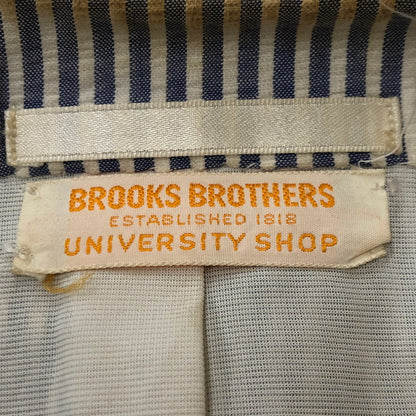 BROOKS BROTHERS
ESTABLISHED 1818
UNIVERSITY SHOP